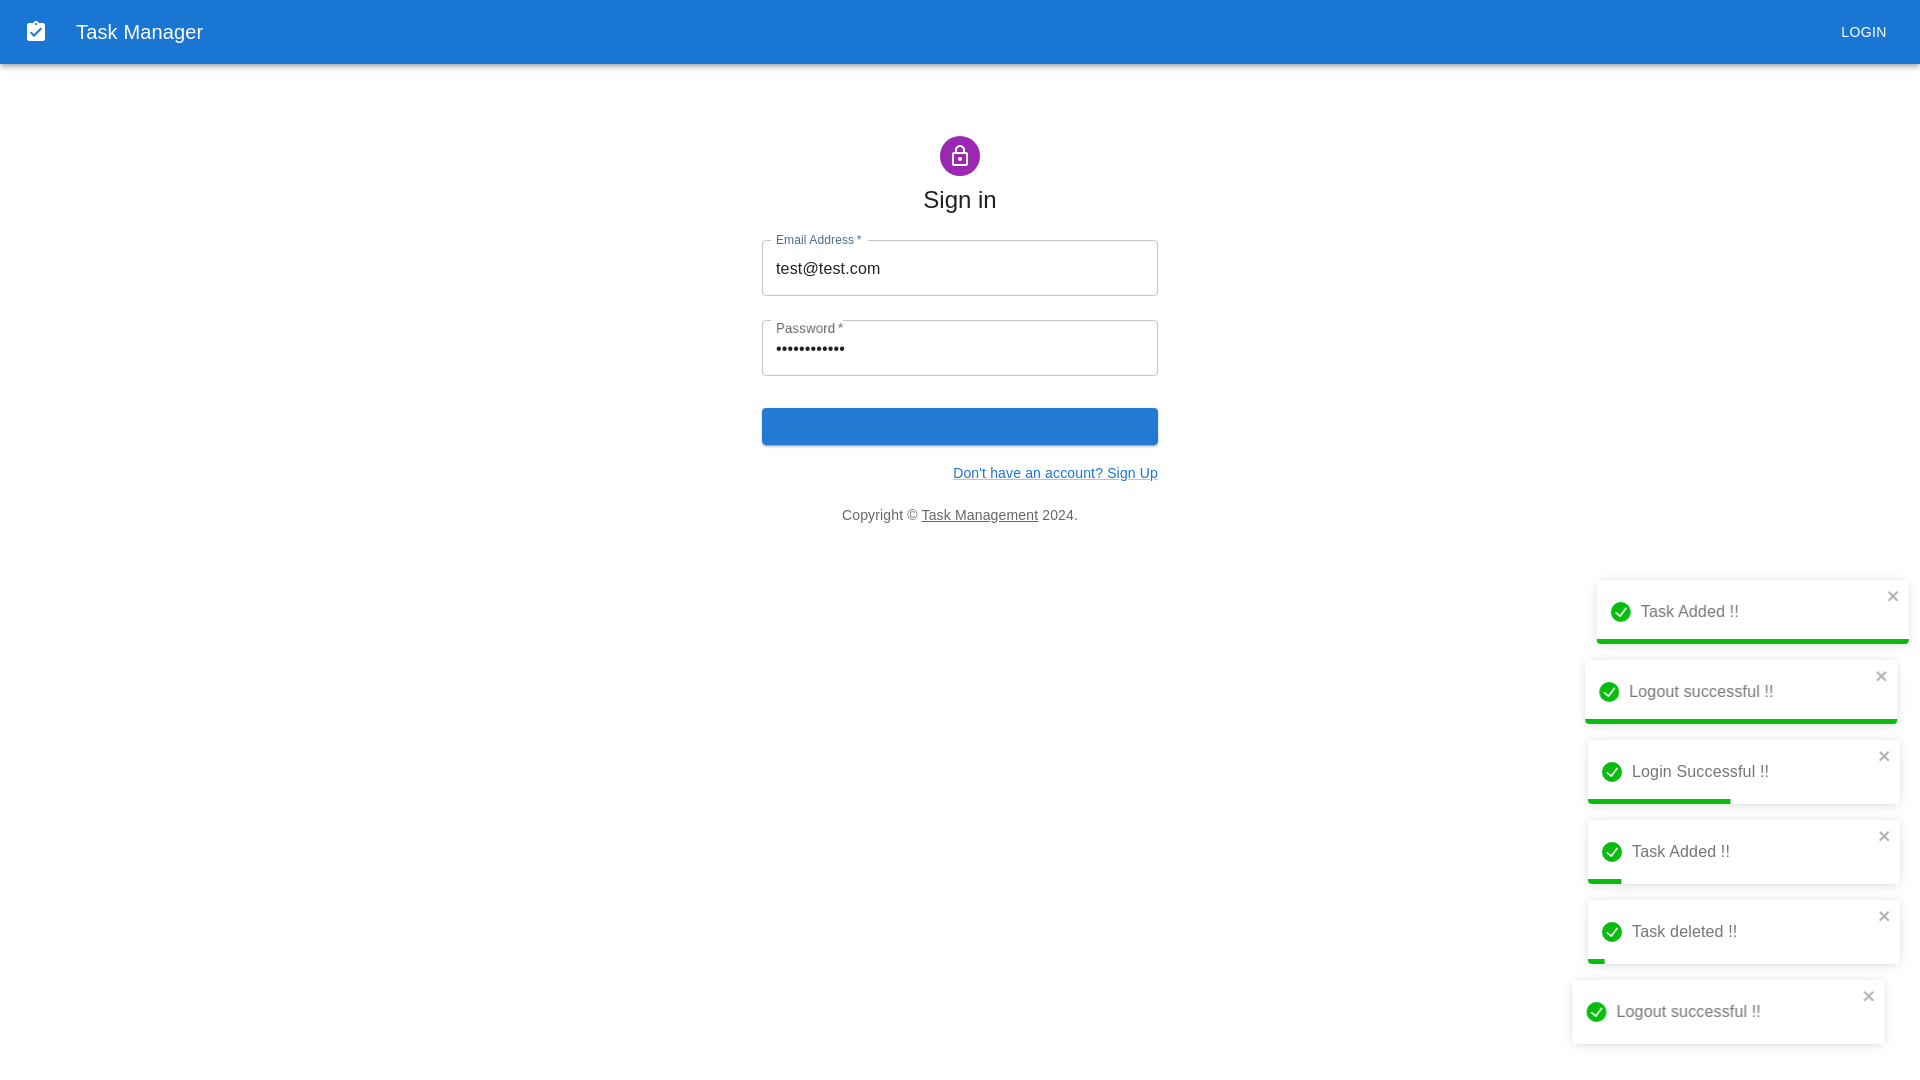 Task Manager
LOGIN
Sign in
Email Address *
test@test.com
Password *
••••••••••••
Don't have an account? Sign Up
Copyright © Task Management 2024.
Task Added !!
Logout successful !!
Login Successful !!
Task Added !!
Task deleted !!
Logout successful !!